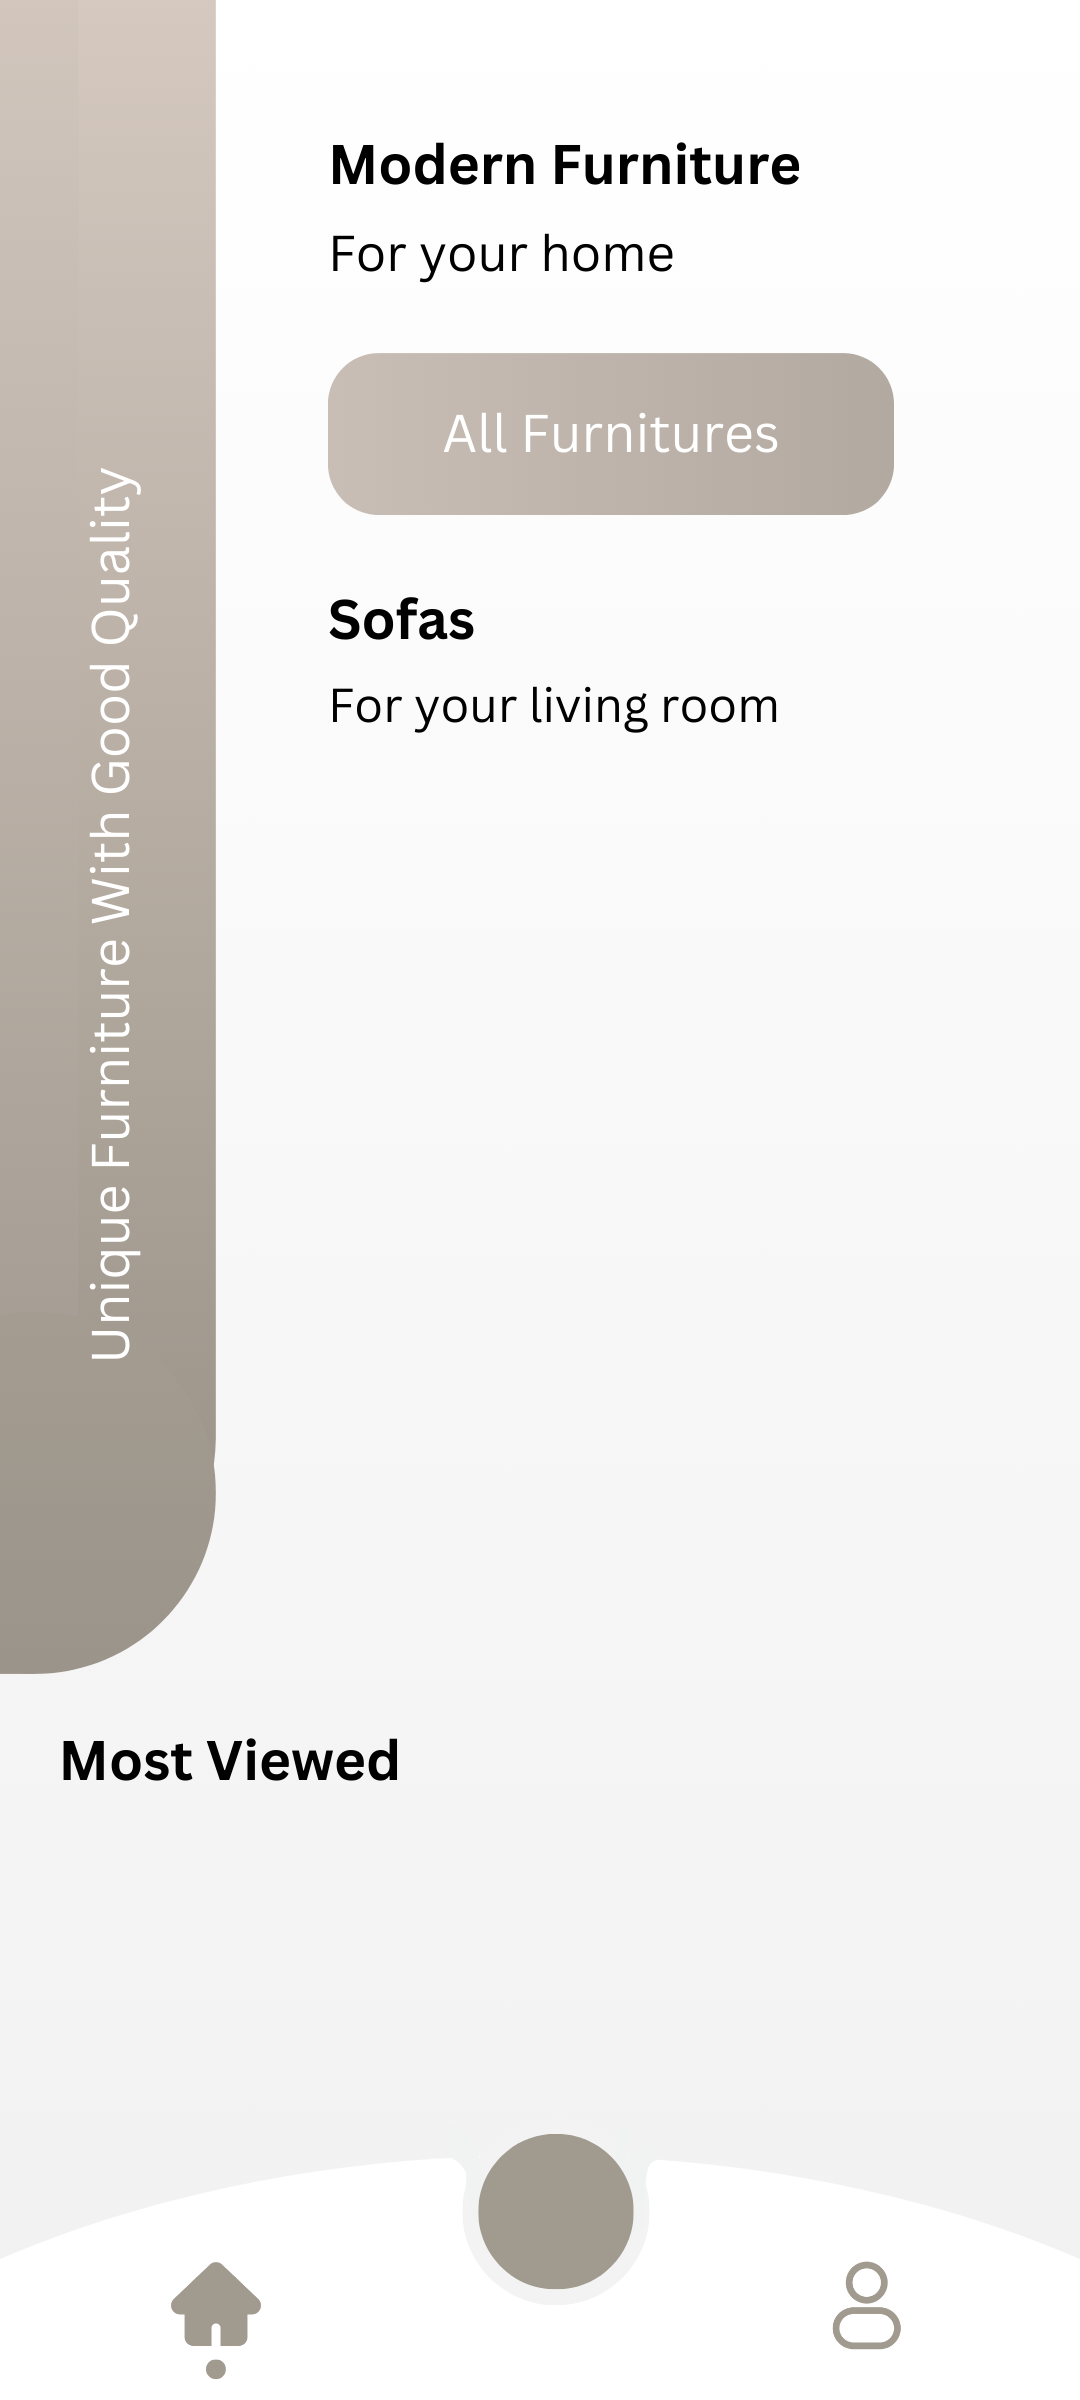 Modern Furniture
For your home
All Furnitures
Sofas
For your living room
Unique Furniture With Good Quality
Most Viewed